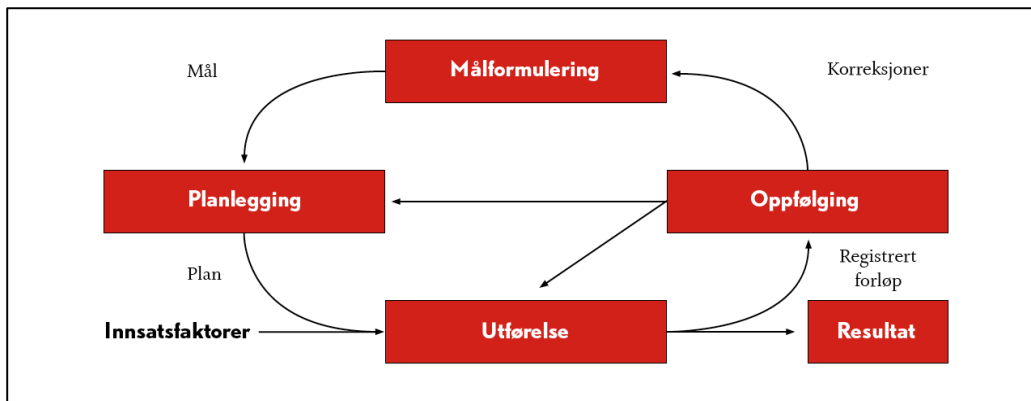 Mål
Målformulering
Korreksjoner
Planlegging
Oppfølging
Plan
Registrert
forløp
Innsatsfaktorer
Utførelse
Resultat